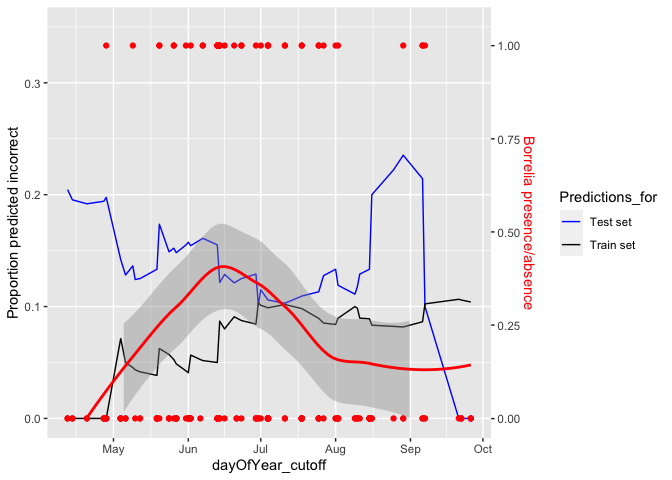 0.3
0.2
0.1
0.0
Proportion predicted incorrect
May Jun Jul Aug Sep Oct
dayOfYear_cutoff
1.00
0.75
0.50
0.25
0.00
Borrelia presence/absence
Predictions_for
Test set
Train set